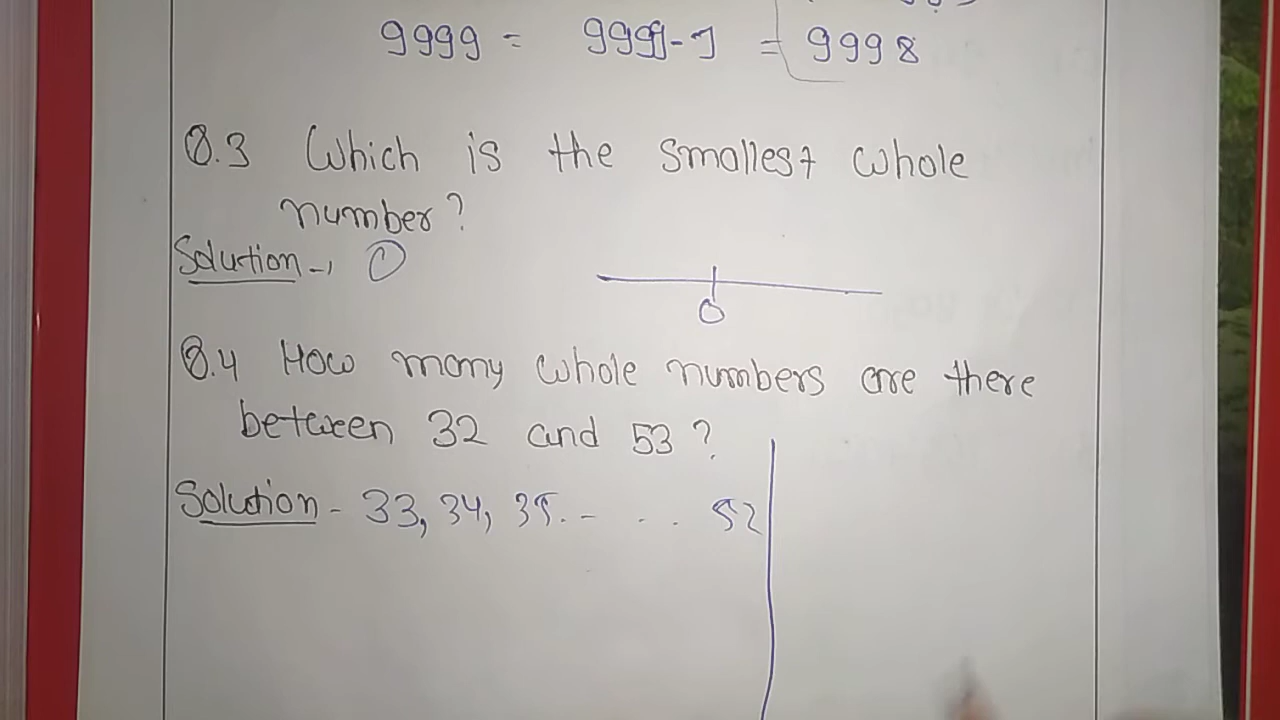 9999 = 9999-1 = 9998
Q.3 Which is the smallest whole
number?
Solution -, 0
0
Q.4 How many whole numbers are there
between 32 and 53?
Solution - 33, 34, 35. - . . . 52